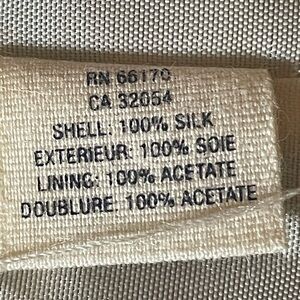 RN 66170
CA 32054
SHELL: 100% SILK
EXTERIEUR: 100% SOIE
LINING: 100% ACETATE
DOUBLURE: 100% ACETATE